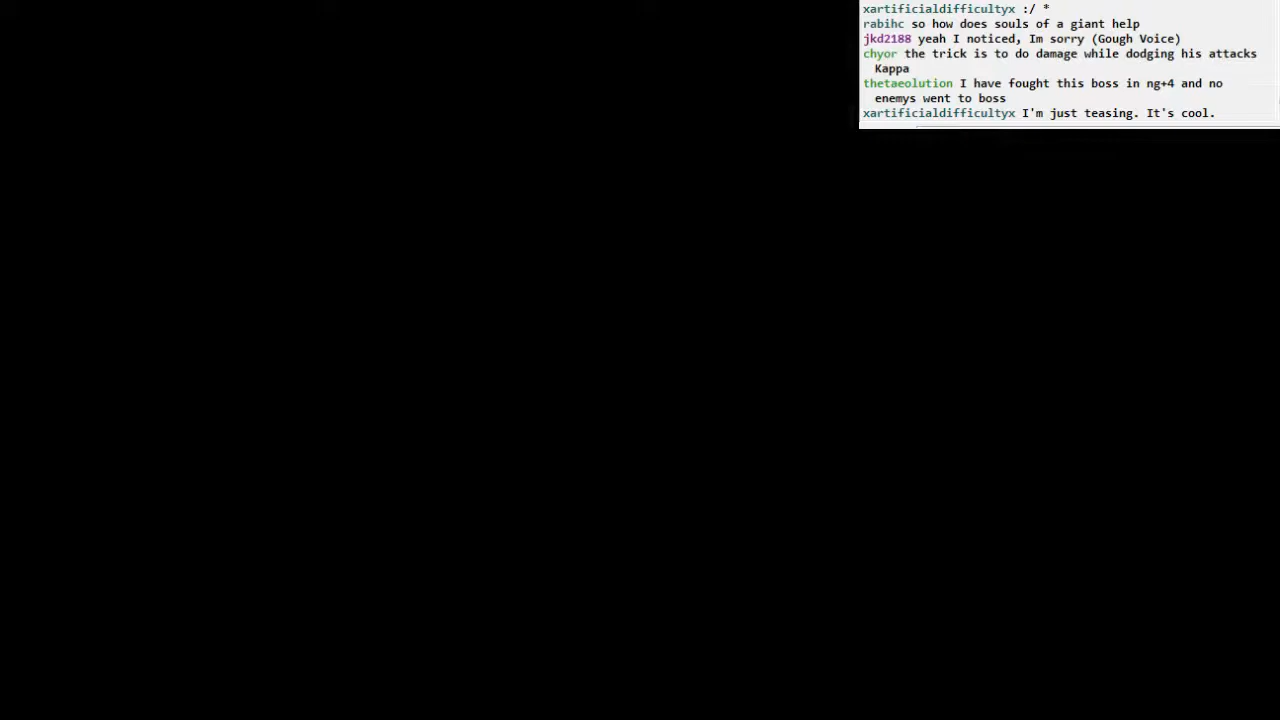 xartificialdifficultyx :/ *
rabihc so how does souls of a giant help
jkd2188 yeah I noticed, Im sorry (Gough Voice)
chyor the trick is to do damage while dodging his attacks
Kappa
thetaeolution I have fought this boss in ng+4 and no
enemys went to boss
xartificialdifficultyx I'm just teasing. It's cool.